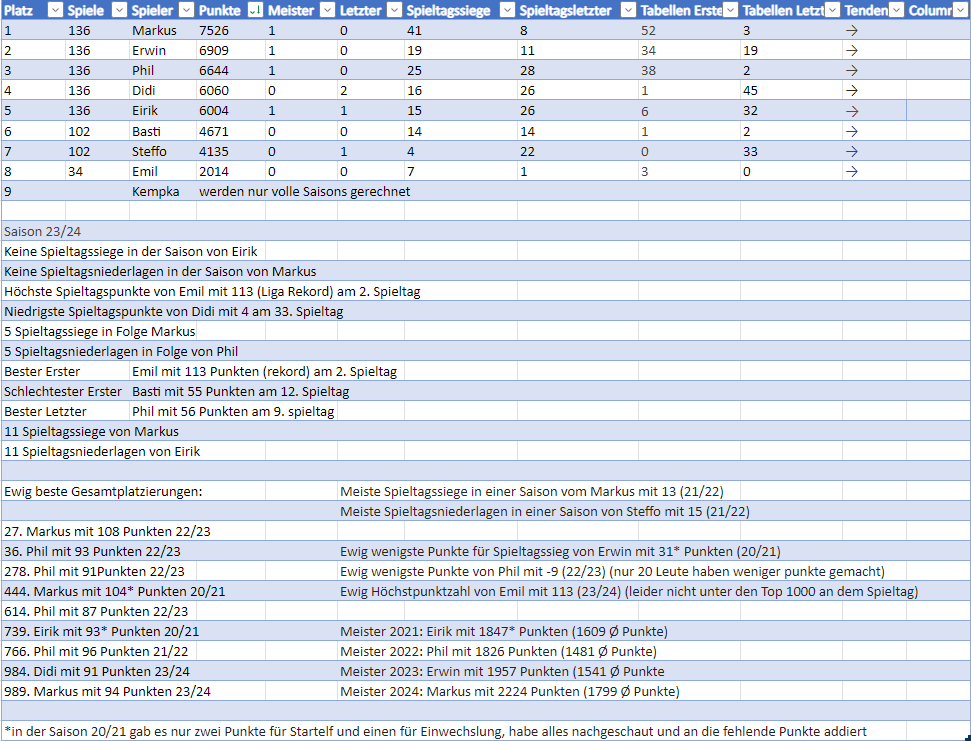 Platz Spiele Spieler Punkte Meister Letzter Spieltagssiege Spieltagsletzter Tabellen Erste Tabellen Letzt Tenden Column
1 136 Markus 7526 1 0 41 8 52 3 →
2 136 Erwin 6909 1 0 19 11 34 19 →
3 136 Phil 6644 1 0 25 28 38 2 →
4 136 Didi 6060 0 2 16 26 1 45 →
5 136 Eirik 6004 1 1 15 26 6 32 →
6 102 Basti 4671 0 0 14 14 1 2 →
7 102 Steffo 4135 0 1 4 22 0 33 →
8 34 Emil 2014 0 0 7 1 3 0 →
9 Kempka werden nur volle Saisons gerechnet
Saison 23/24
Keine Spieltagssiege in der Saison von Eirik
Keine Spieltagsniederlagen in der Saison von Markus
Höchste Spieltagspunkte von Emil mit 113 (Liga Rekord) am 2. Spieltag
Niedrigste Spieltagspunkte von Didi mit 4 am 33. Spieltag
5 Spieltagssiege in Folge Markus
5 Spieltagsniederlagen in Folge von Phil
Bester Erster Emil mit 113 Punkten (rekord) am 2. Spieltag
Schlechtester Erster Basti mit 55 Punkten am 12. Spieltag
Bester Letzter Phil mit 56 Punkten am 9. spieltag
11 Spieltagssiege von Markus
11 Spieltagsniederlagen von Eirik
Ewig beste Gesamtplatzierungen: Meiste Spieltagssiege in einer Saison vom Markus mit 13 (21/22)
Meiste Spieltagsniederlagen in einer Saison von Steffo mit 15 (21/22)
27. Markus mit 108 Punkten 22/23
36. Phil mit 93 Punkten 22/23 Ewig wenigste Punkte für Spieltagssieg von Erwin mit 31* Punkten (20/21)
278. Phil mit 91Punkten 22/23 Ewig wenigste Punkte von Phil mit -9 (22/23) (nur 20 Leute haben weniger punkte gemacht)
444. Markus mit 104* Punkten 20/21 Ewig Höchstpunktzahl von Emil mit 113 (23/24) (leider nicht unter den Top 1000 an dem Spieltag)
614. Phil mit 87 Punkten 22/23
739. Eirik mit 93* Punkten 20/21 Meister 2021: Eirik mit 1847* Punkten (1609 Ø Punkte)
766. Phil mit 96 Punkten 21/22 Meister 2022: Phil mit 1826 Punkten (1481 Ø Punkte)
984. Didi mit 91 Punkten 23/24 Meister 2023: Erwin mit 1957 Punkten (1541 Ø Punkte
989. Markus mit 94 Punkten 23/24 Meister 2024: Markus mit 2224 Punkten (1799 Ø Punkte)
*in der Saison 20/21 gab es nur zwei Punkte für Startelf und einen für Einwechslung, habe alles nachgeschaut und an die fehlende Punkte addiert